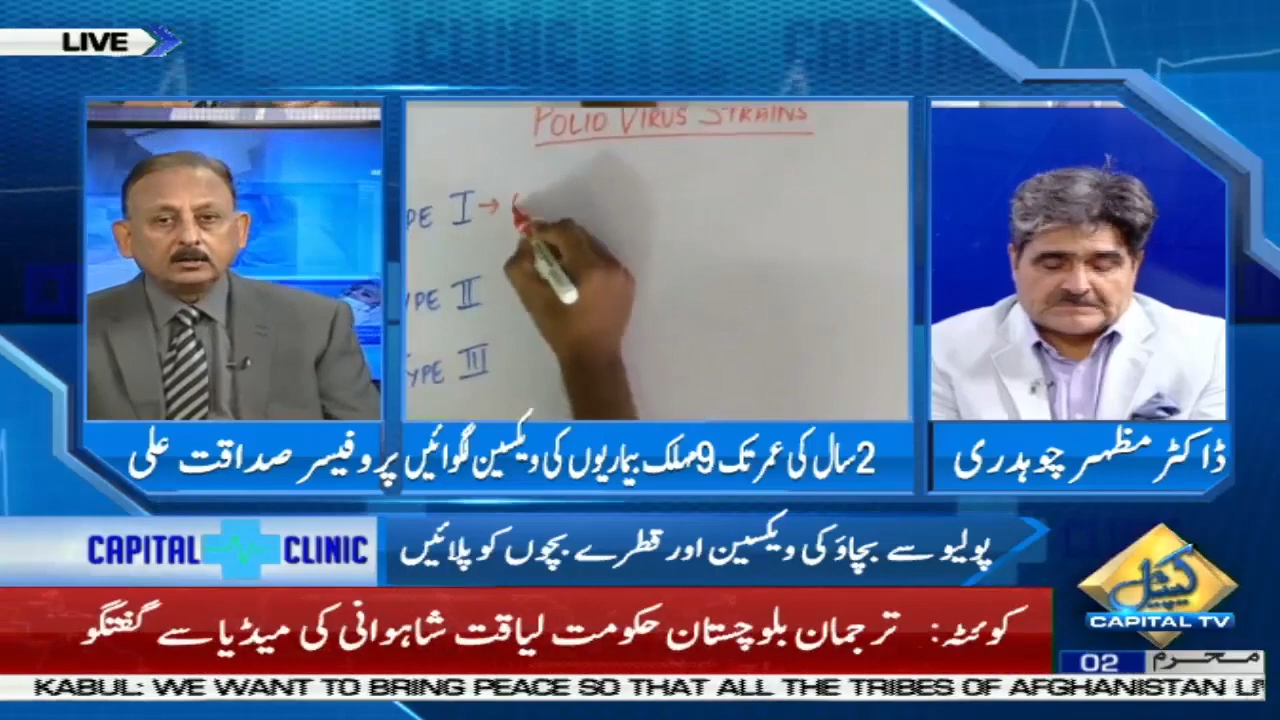 LIVE
POLIO VIRUS STRAINS
PE I →
YPE II
TYPE III
پروفیسر صداقت علی
2 سال کی عمر تک 9 مہلک بیماریوں کی ویکسین لگوائیں
ڈاکٹر مظہر چوہدری
CAPITAL CLINIC
پولیو سے بچاؤ کی ویکسین اور قطرے بچوں کو پلائیں
کیپیٹل
CAPITAL TV
کوئٹہ: ترجمان بلوچستان حکومت لیاقت شاہوانی کی میڈیا سے گفتگو
02 محرم
KABUL: WE WANT TO BRING PEACE SO THAT ALL THE TRIBES OF AFGHANISTAN